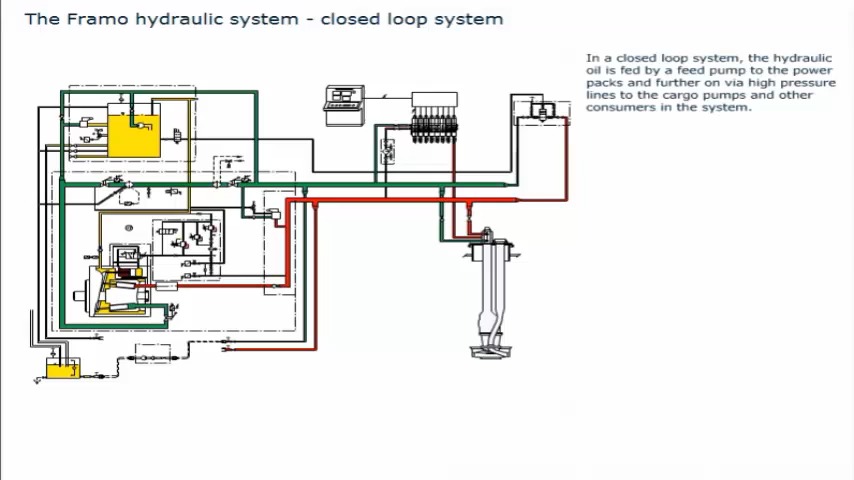 The Framo hydraulic system - closed loop system
In a closed loop system, the hydraulic
oil is fed by a feed pump to the power
packs and further on via high pressure
lines to the cargo pumps and other
consumers in the system.